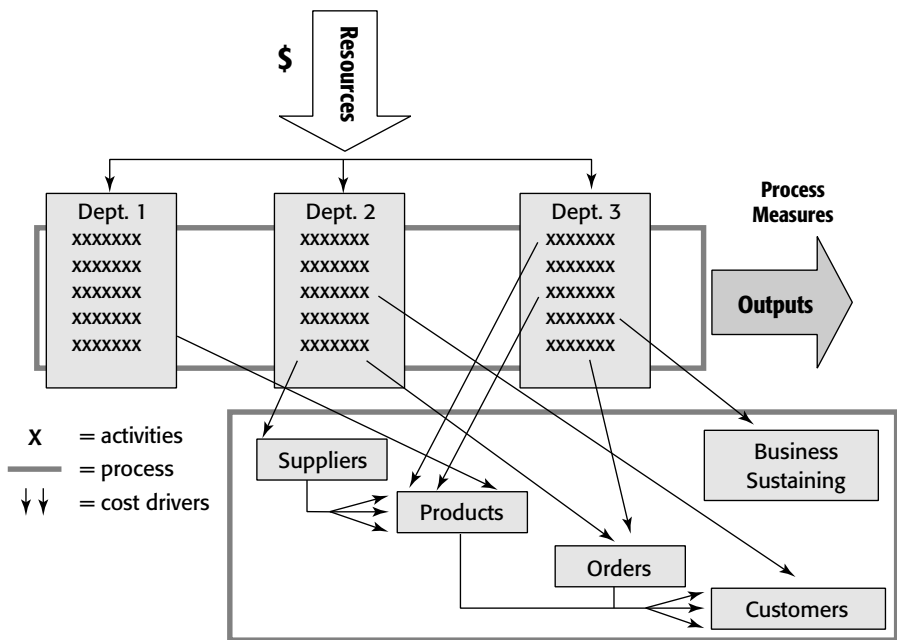 $
Resources
Dept. 1
XXXXXXX
XXXXXXX
XXXXXXX
XXXXXXX
XXXXXXX
Dept. 2
XXXXXXX
XXXXXXX
XXXXXXX
XXXXXXX
XXXXXXX
Dept. 3
XXXXXXX
XXXXXXX
XXXXXXX
XXXXXXX
XXXXXXX
Process
Measures
Outputs
X = activities
= process
= cost drivers
Suppliers
Products
Orders
Business
Sustaining
Customers